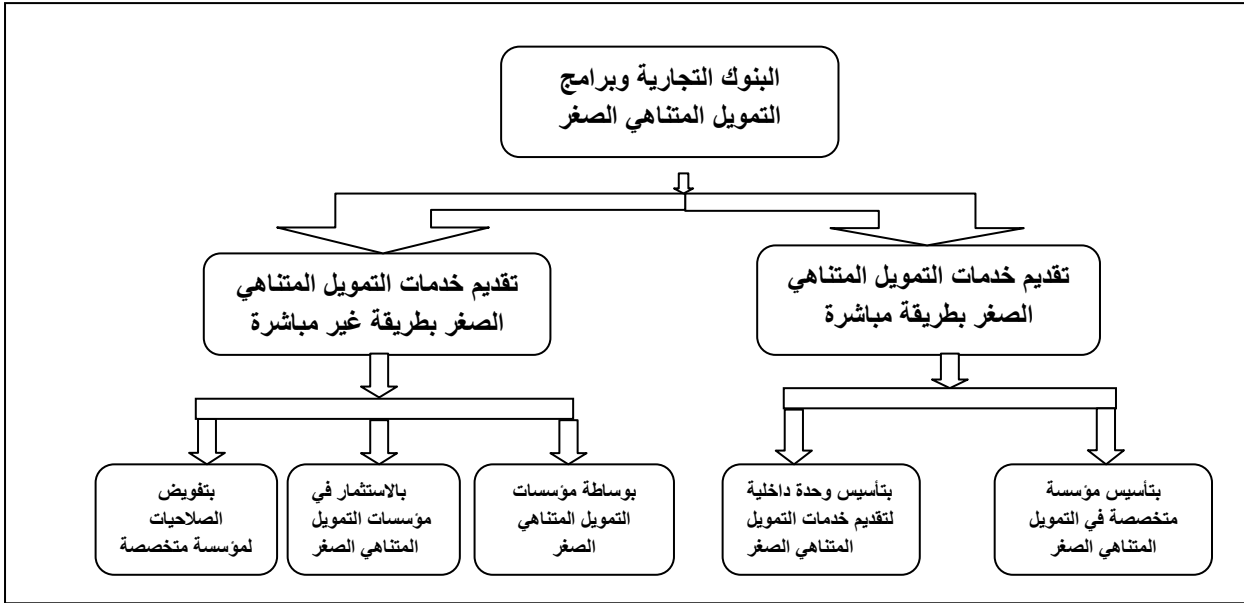 البنوك التجارية وبرامج
التمويل المتناهي الصغر
تقديم خدمات التمويل المتناهي
الصغر بطريقة مباشرة
تقديم خدمات التمويل المتناهي
الصغر بطريقة غير مباشرة
بتأسيس مؤسسة
متخصصة في التمويل
المتناهي الصغر
بتأسيس وحدة داخلية
لتقديم خدمات التمويل
المتناهي الصغر
بوساطة مؤسسات
التمويل المتناهي
الصغر
بالاستثمار في
مؤسسات التمويل
المتناهي الصغر
بتفويض
الصلاحيات
لمؤسسة متخصصة